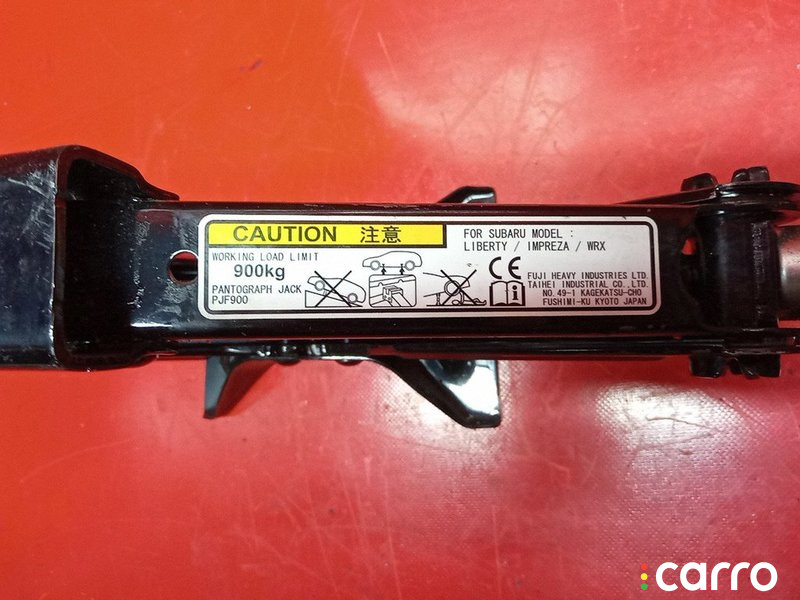 CAUTION 注意
WORKING LOAD LIMIT
900kg
PANTOGRAPH JACK
PJF900
FOR SUBARU MODEL :
LIBERTY / IMPREZA / WRX
CE
FUJI HEAVY INDUSTRIES LTD.
TAIHEI INDUSTRIAL CO.,LTD.
NO.49-1 KAGEKATSU-CHO
FUSHIMI-KU KYOTO JAPAN
carro